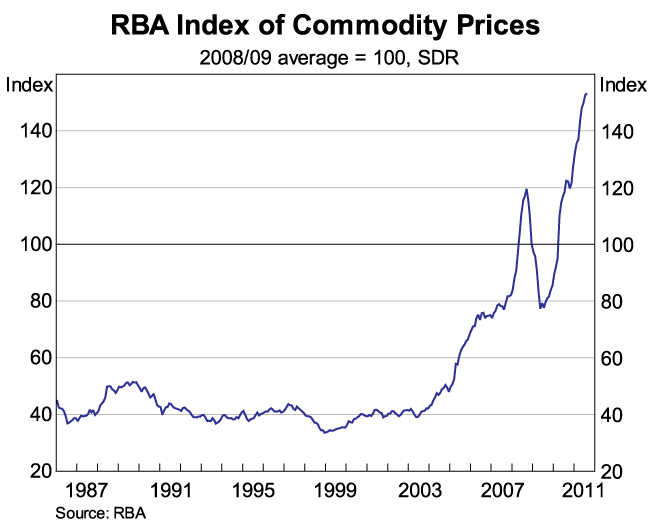 RBA Index of Commodity Prices
2008/09 average = 100, SDR
Index Index
140 140
120 120
100 100
80 80
60 60
40 40
20 20
1987 1991 1995 1999 2003 2007 2011
Source: RBA